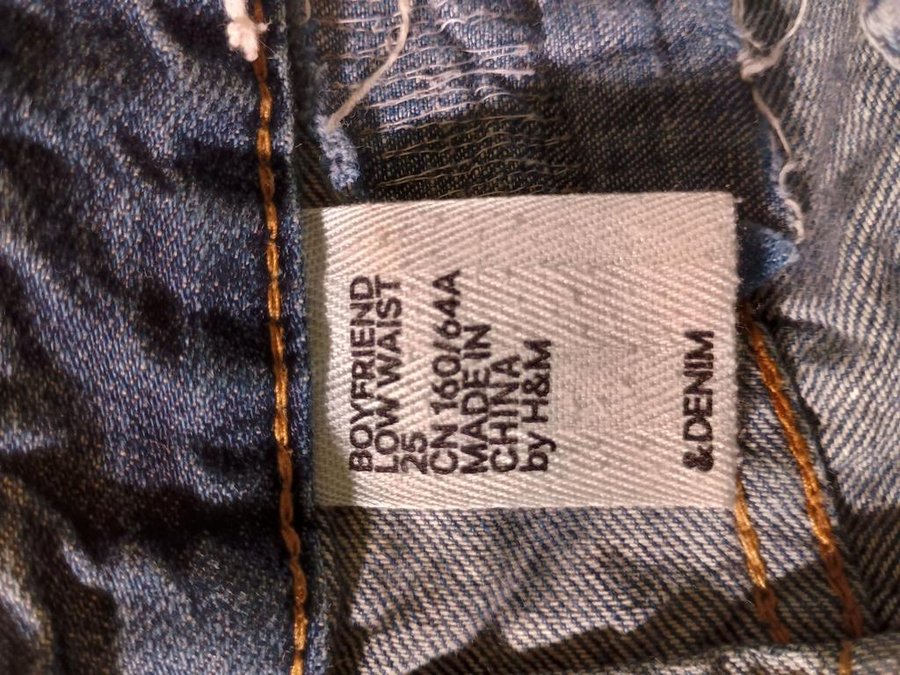 BOYFRIEND
LOW WAIST
25
CN 160/64A
MADE IN
CHINA
by H&M
&DENIM